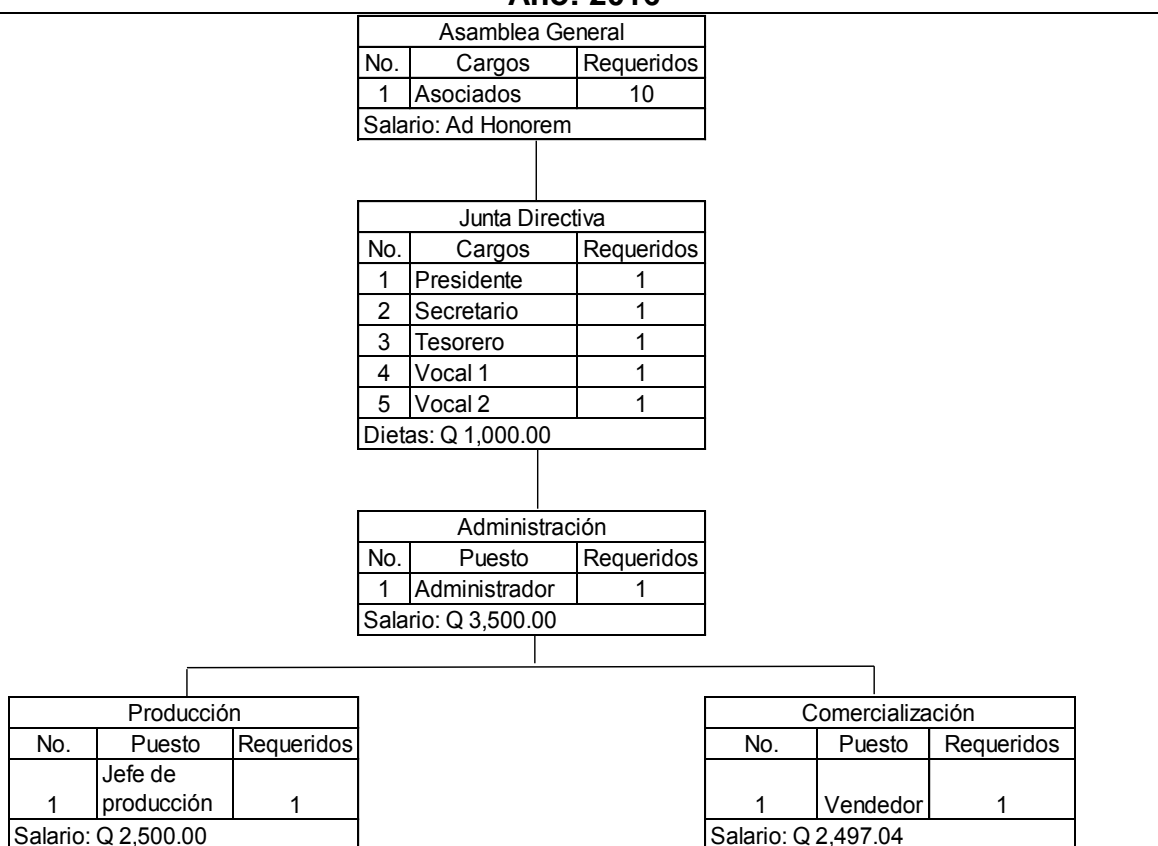 Asamblea General
No. Cargos Requeridos
1 Asociados 10
Salario: Ad Honorem
Junta Directiva
No. Cargos Requeridos
1 Presidente 1
2 Secretario 1
3 Tesorero 1
4 Vocal 1 1
5 Vocal 2 1
Dietas: Q 1,000.00
Administración
No. Puesto Requeridos
1 Administrador 1
Salario: Q 3,500.00
Producción
No. Puesto Requeridos
Jefe de
1 producción 1
Salario: Q 2,500.00
Comercialización
No. Puesto Requeridos
1 Vendedor 1
Salario: Q 2,497.04